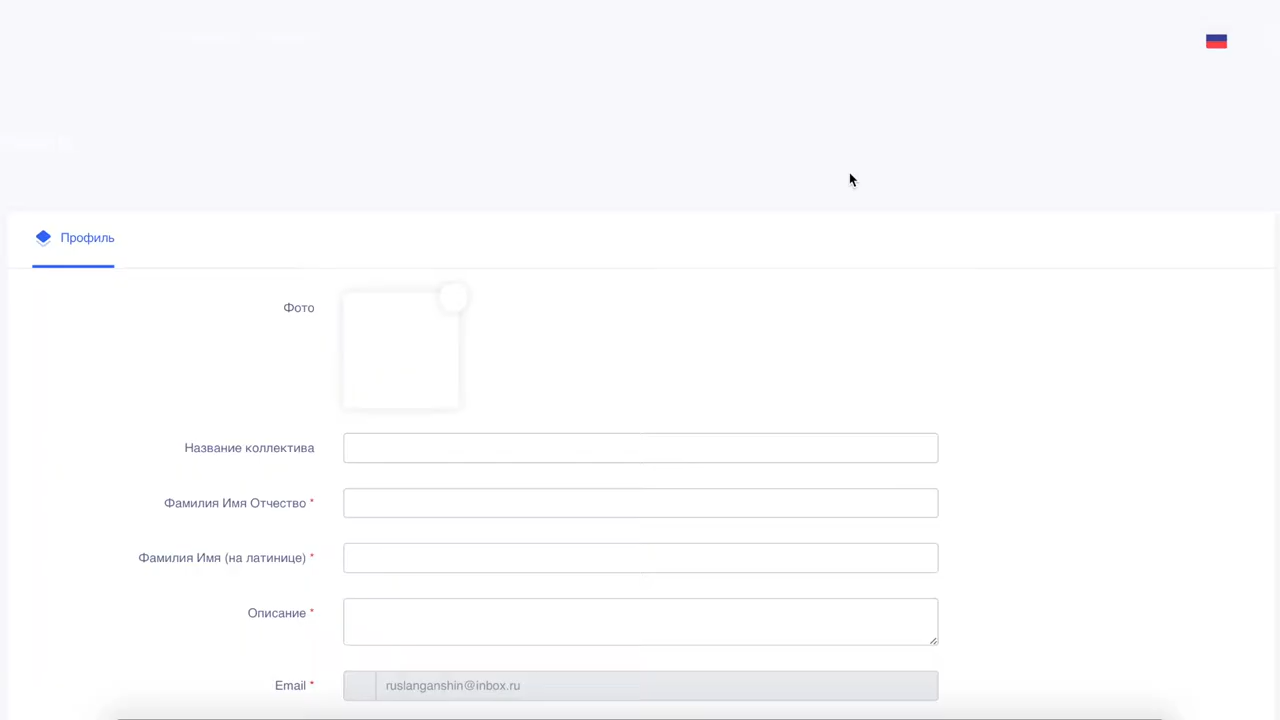 Профиль
Фото
Название коллектива
Фамилия Имя Отчество *
Фамилия Имя (на латинице) *
Описание *
Email *
ruslanganshin@inbox.ru